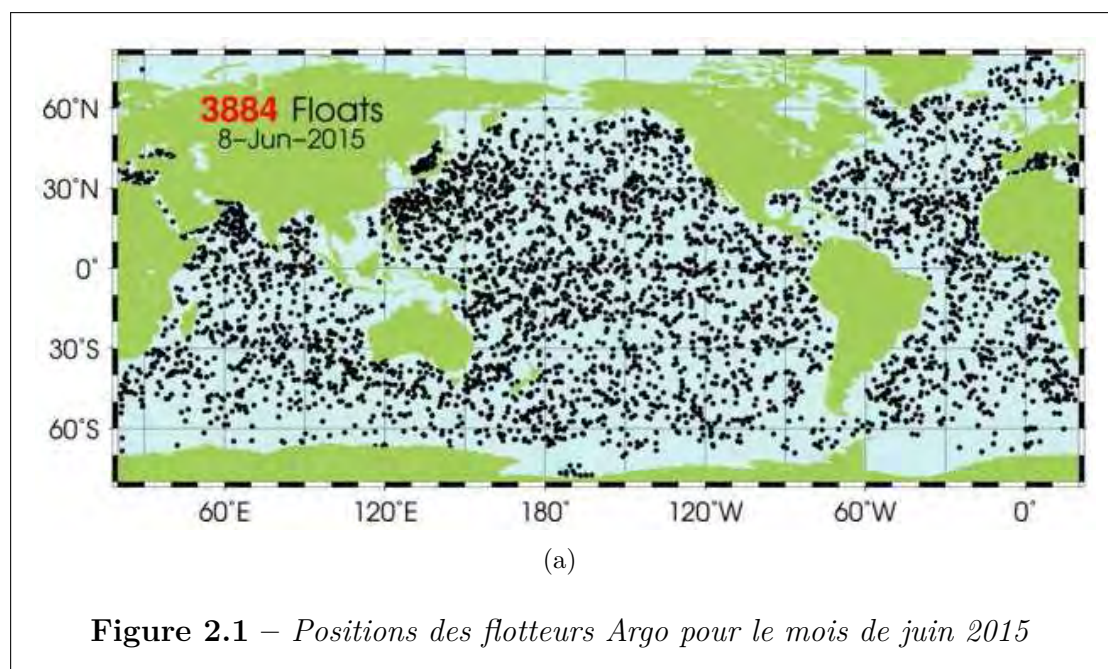 3884 Floats
8-Jun-2015
60°N
30°N
0°
30°S
60°S
60°E 120°E 180° 120°W 60°W 0°
(a)
Figure 2.1 – Positions des flotteurs Argo pour le mois de juin 2015